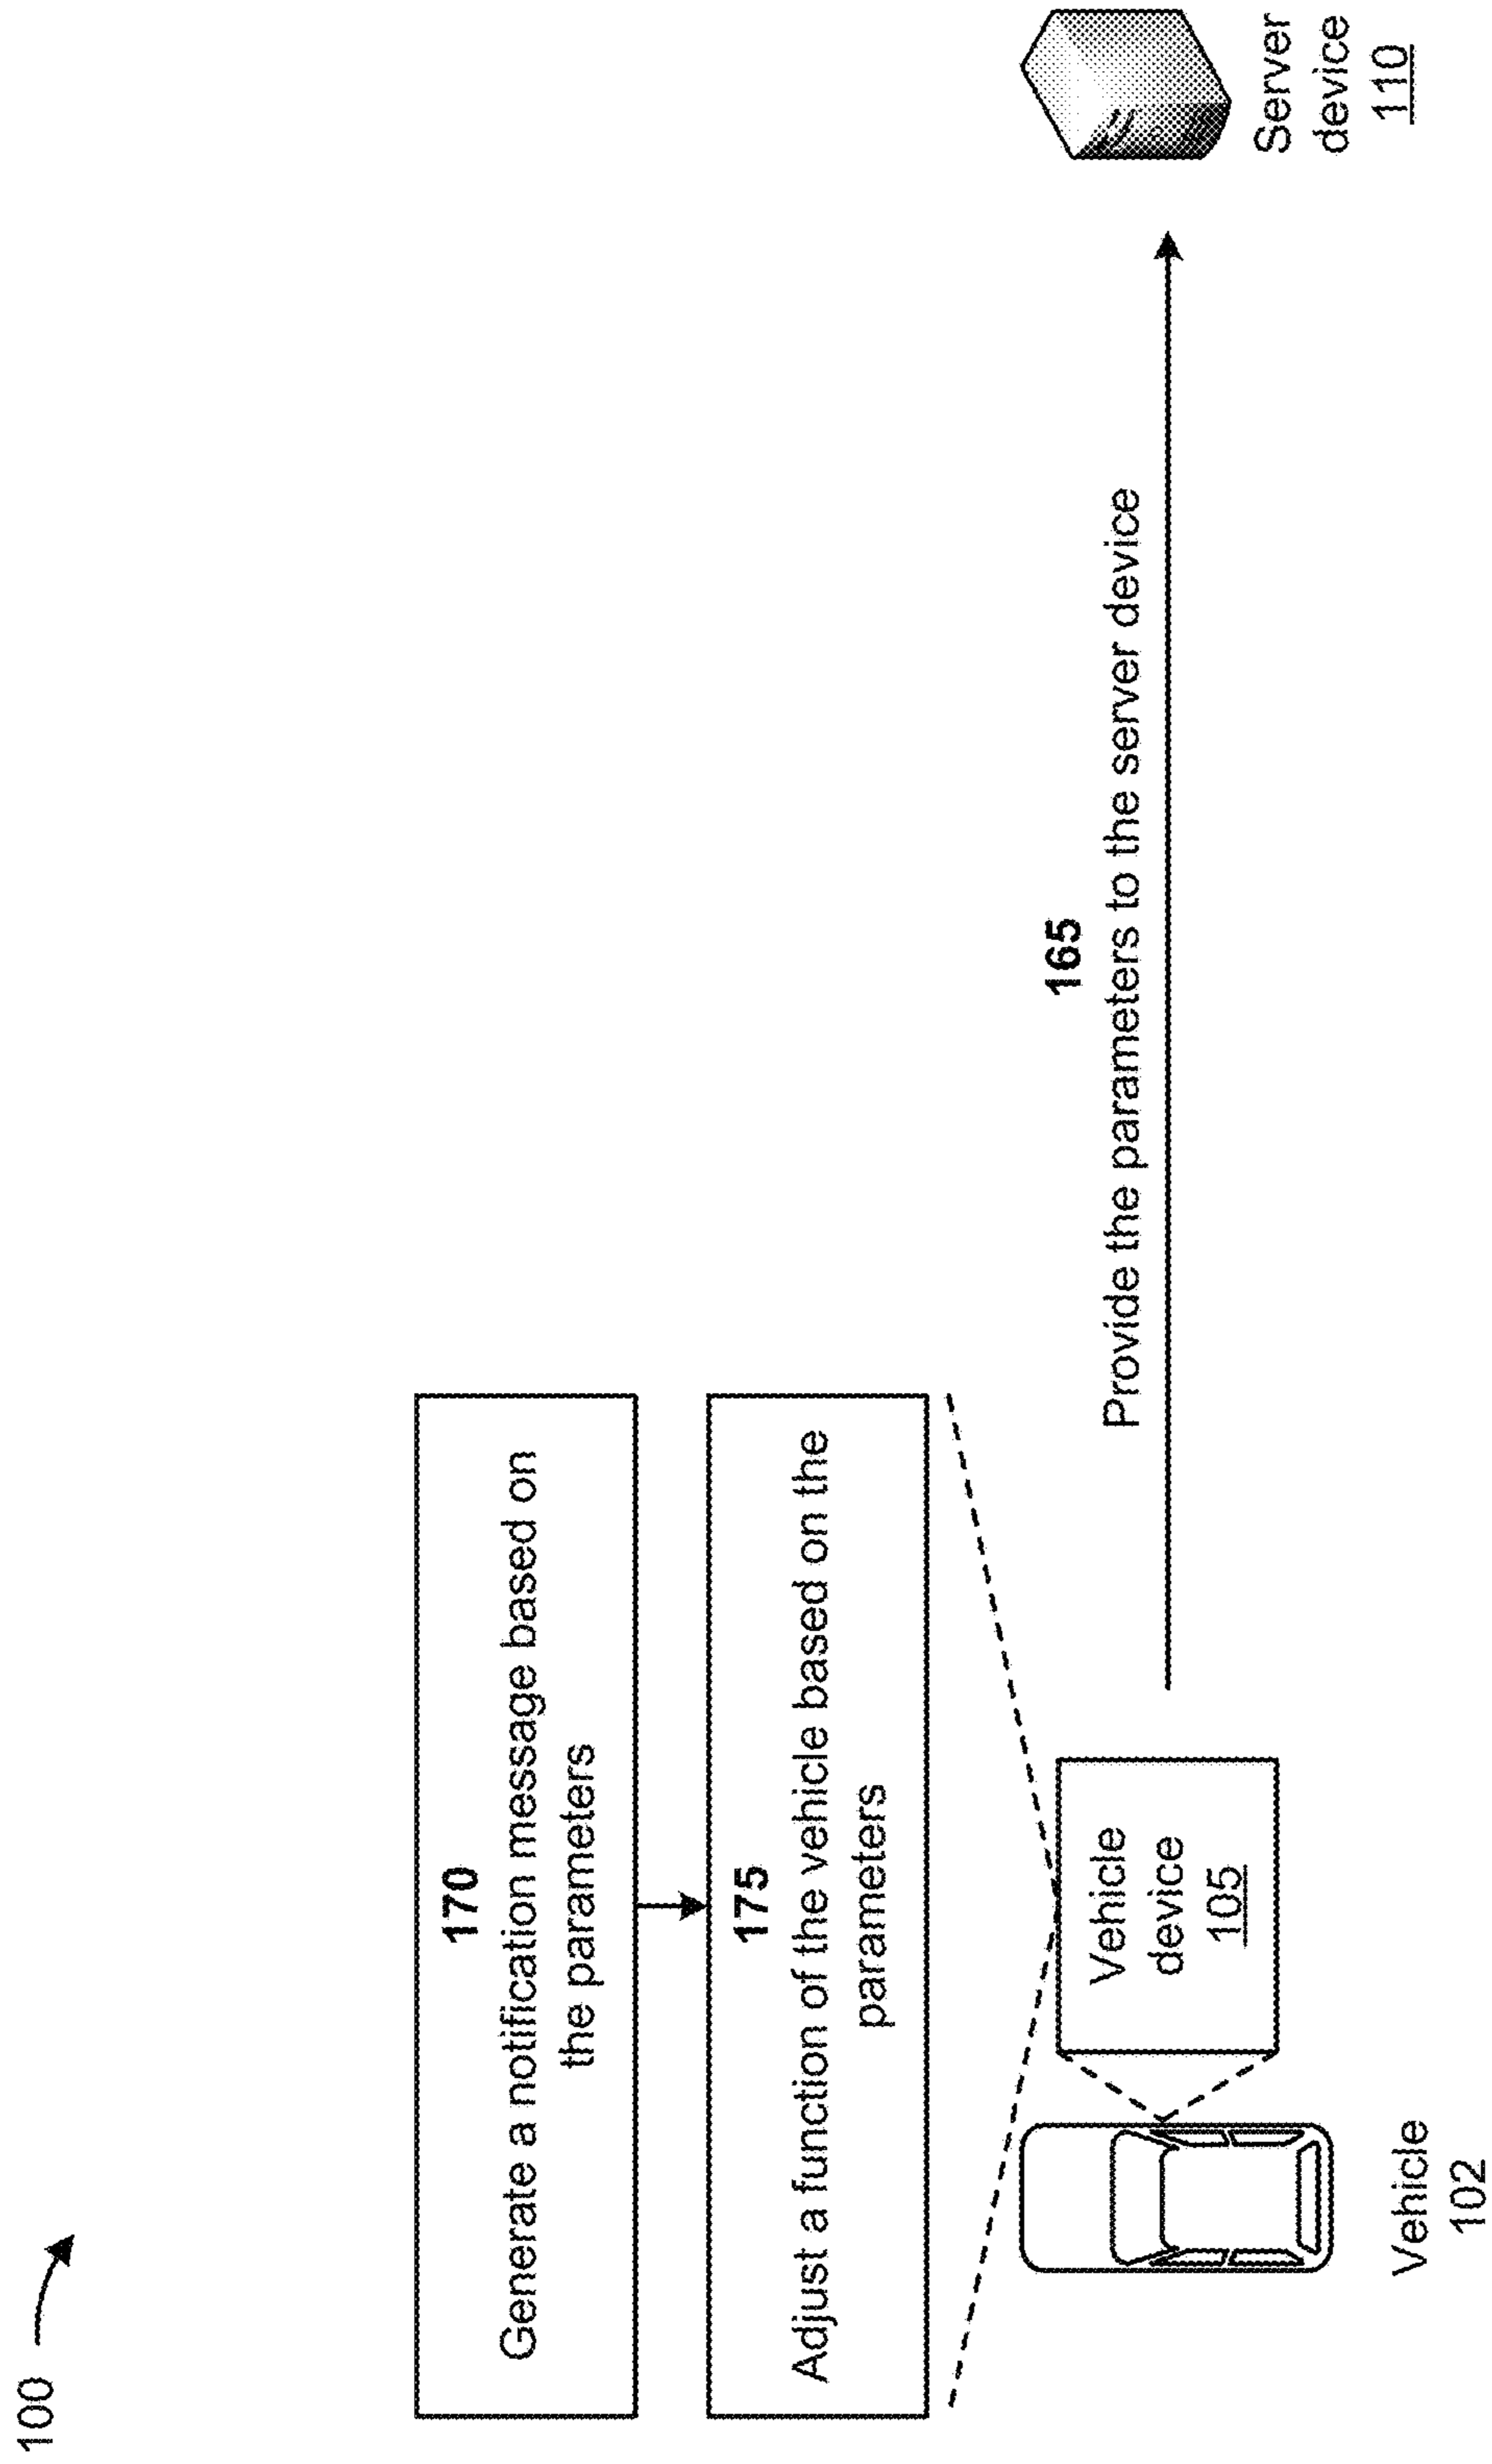 100
170
Generate a notification message based on
the parameters
175
Adjust a function of the vehicle based on the
parameters
165
Provide the parameters to the server device
Vehicle
device
105
Vehicle
102
Server
device
110